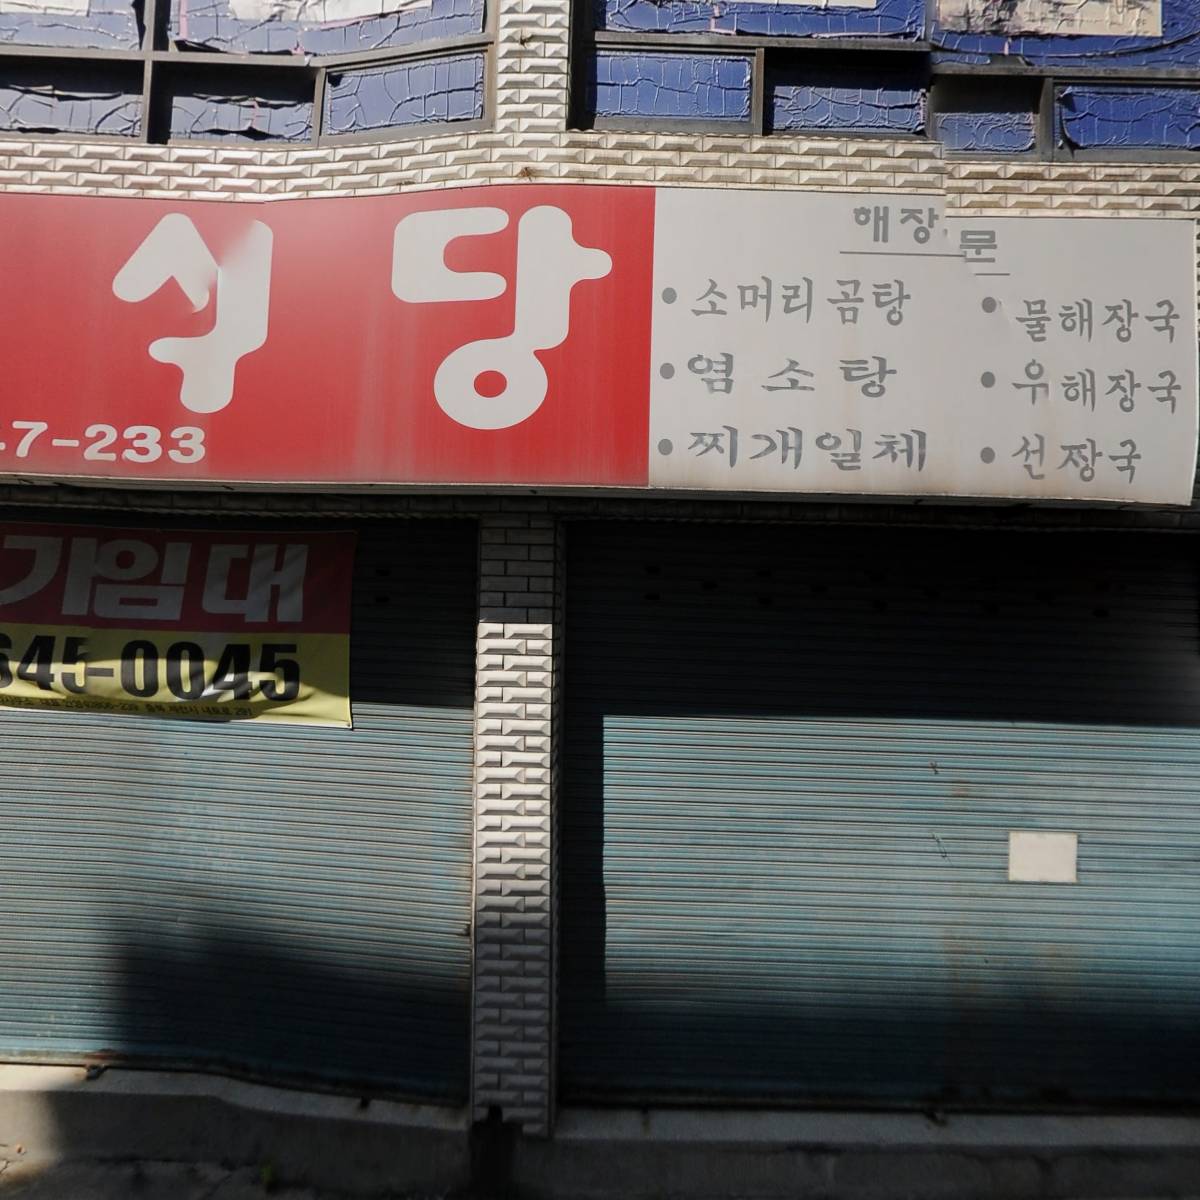 식당
7-233
해장 문
• 소머리곰탕
• 염소탕
• 찌개일체
• 물해장국
• 우해장국
• 선짓국
가임대
645-0045